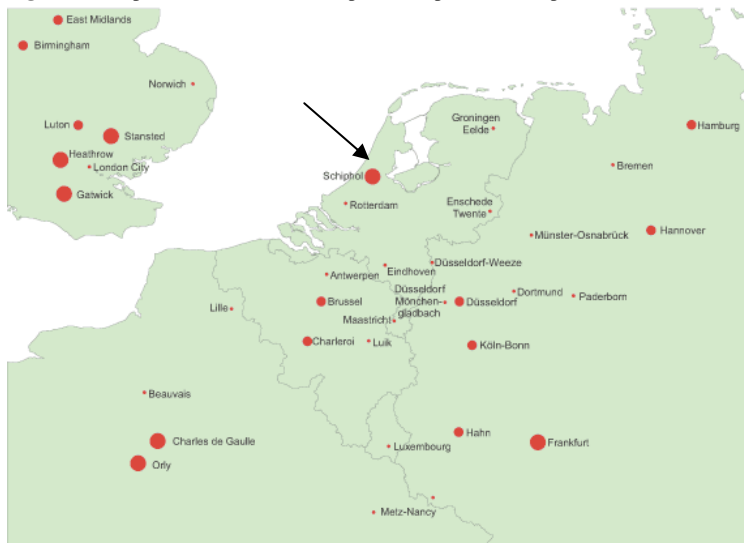 East Midlands
Birmingham
Norwich
Luton
Stansted
Heathrow
London City
Gatwick
Groningen
Eelde
Hamburg
Schiphol
Bremen
Rotterdam
Enschede
Twente
Münster-Osnabrück
Hannover
Antwerpen
Eindhoven
Düsseldorf-Weeze
Düsseldorf
Mönchen-
gladbach
Dortmund
Paderborn
Lille
Brussel
Düsseldorf
Maastricht
Charleroi
Luik
Köln-Bonn
Beauvais
Charles de Gaulle
Orly
Hahn
Luxembourg
Frankfurt
Metz-Nancy